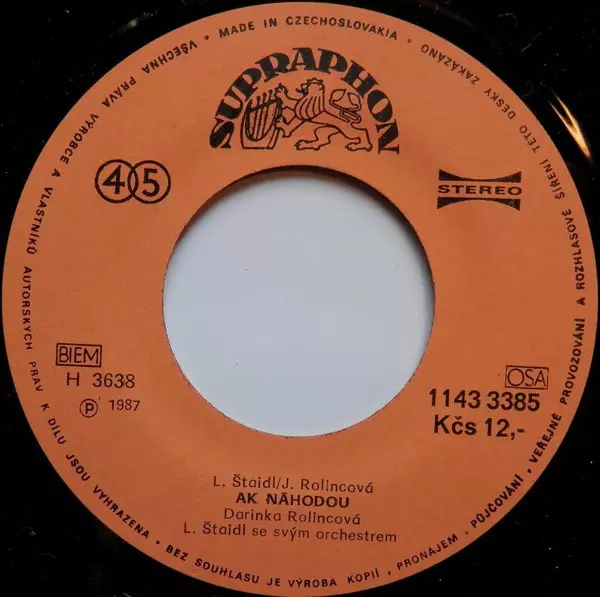 VŠECHNA PRÁVA VÝROBCE A VLASTNÍKŮ AUTORSKÝCH PRÁV K DÍLU JSOU VYHRAZENA • BEZ SOUHLASU JE VÝROBA KOPIÍ, PRONÁJEM, PŮJČOVÁNÍ, VEŘEJNÉ PROVOZOVÁNÍ A ROZHLASOVÉ ŠÍŘENÍ TÉTO DESKY ZAKÁZÁNO • MADE IN CZECHOSLOVAKIA •
SUPRAPHON
45
STEREO
BIEM
H 3638
Ⓟ 1987
OSA
1143 3385
Kčs 12,-
L. Štaidl/J. Rolincová
AK NÁHODOU
Darinka Rolincová
L. Štaidl se svým orchestrem